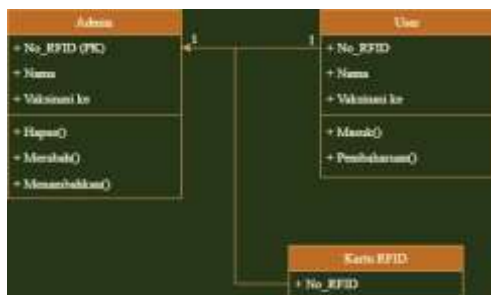 Admin
+ No_RFID (PK)
+ Nama
+ Vaksinasi ke
+ Hapus()
+ Merubah()
+ Menambahkan()
1
1
User
+ No_RFID
+ Nama
+ Vaksinasi ke
+ Masuk()
+ Pembaharuan()
Kartu RFID
+ No_RFID